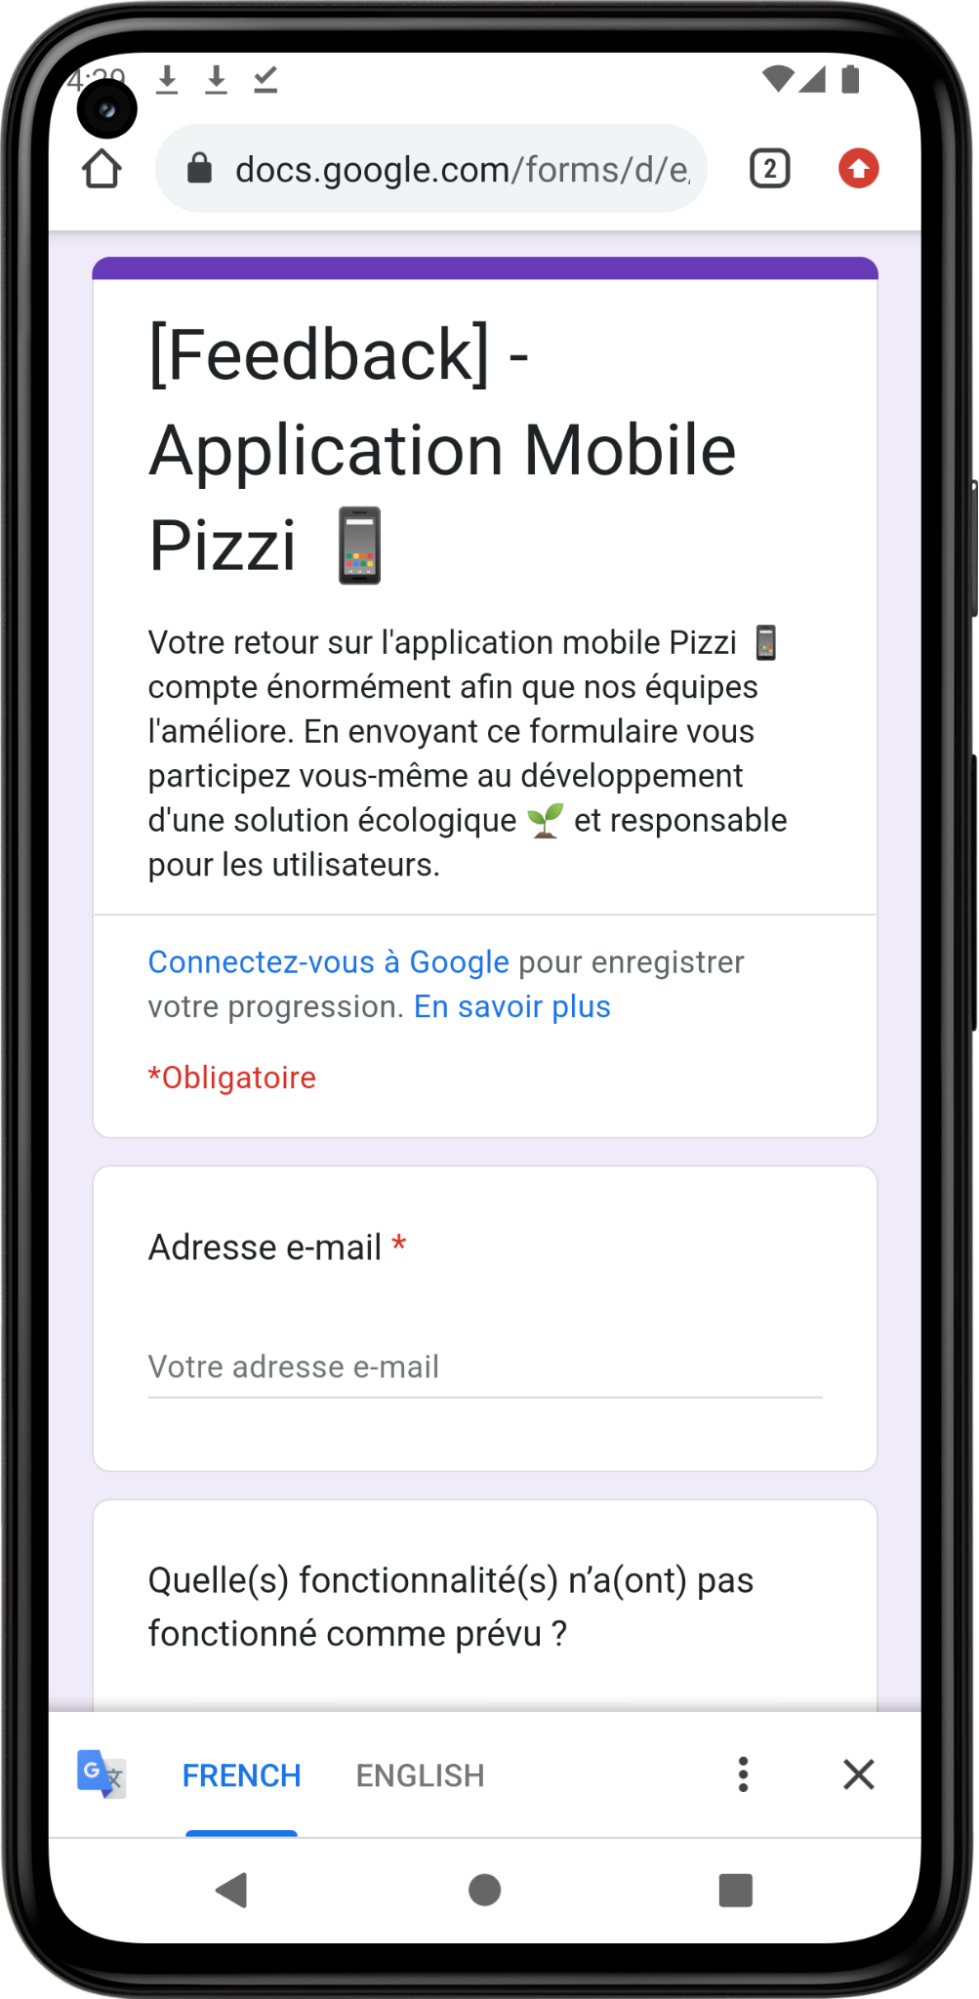 docs.google.com/forms/d/e
2
[Feedback] -
Application Mobile
Pizzi
Votre retour sur l'application mobile Pizzi
compte énormément afin que nos équipes
l'améliore. En envoyant ce formulaire vous
participez vous-même au développement
d'une solution écologique et responsable
pour les utilisateurs.
Connectez-vous à Google pour enregistrer
votre progression. En savoir plus
*Obligatoire
Adresse e-mail *
Votre adresse e-mail
Quelle(s) fonctionnalité(s) n’a(ont) pas
fonctionné comme prévu ?
G 文
FRENCH ENGLISH